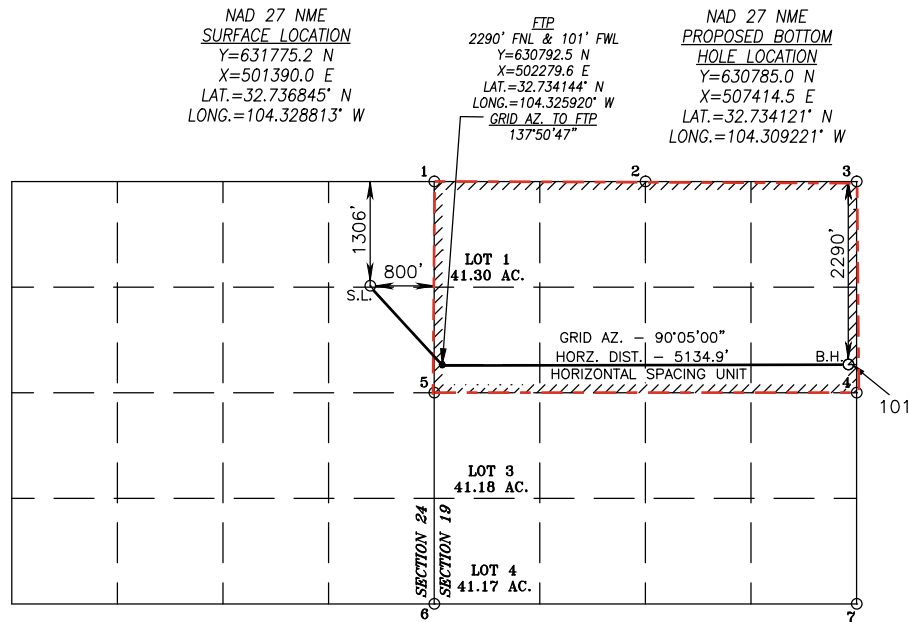 NAD 27 NME
SURFACE LOCATION
Y=631775.2 N
X=501390.0 E
LAT.=32.736845° N
LONG.=104.328813° W
FTP
2290' FNL & 101' FWL
Y=630792.5 N
X=502279.6 E
LAT.=32.734144° N
LONG.=104.325920° W
GRID AZ. TO FTP
137°50'47"
NAD 27 NME
PROPOSED BOTTOM
HOLE LOCATION
Y=630785.0 N
X=507414.5 E
LAT.=32.734121° N
LONG.=104.309221° W
1
2
3
1306'
2290'
LOT 1
41.30 AC.
800'
S.L.
GRID AZ. – 90°05'00"
HORZ. DIST. – 5134.9'
B.H.
HORIZONTAL SPACING UNIT
5
4
101
LOT 3
41.18 AC.
SECTION 24
SECTION 19
LOT 4
41.17 AC.
6
7